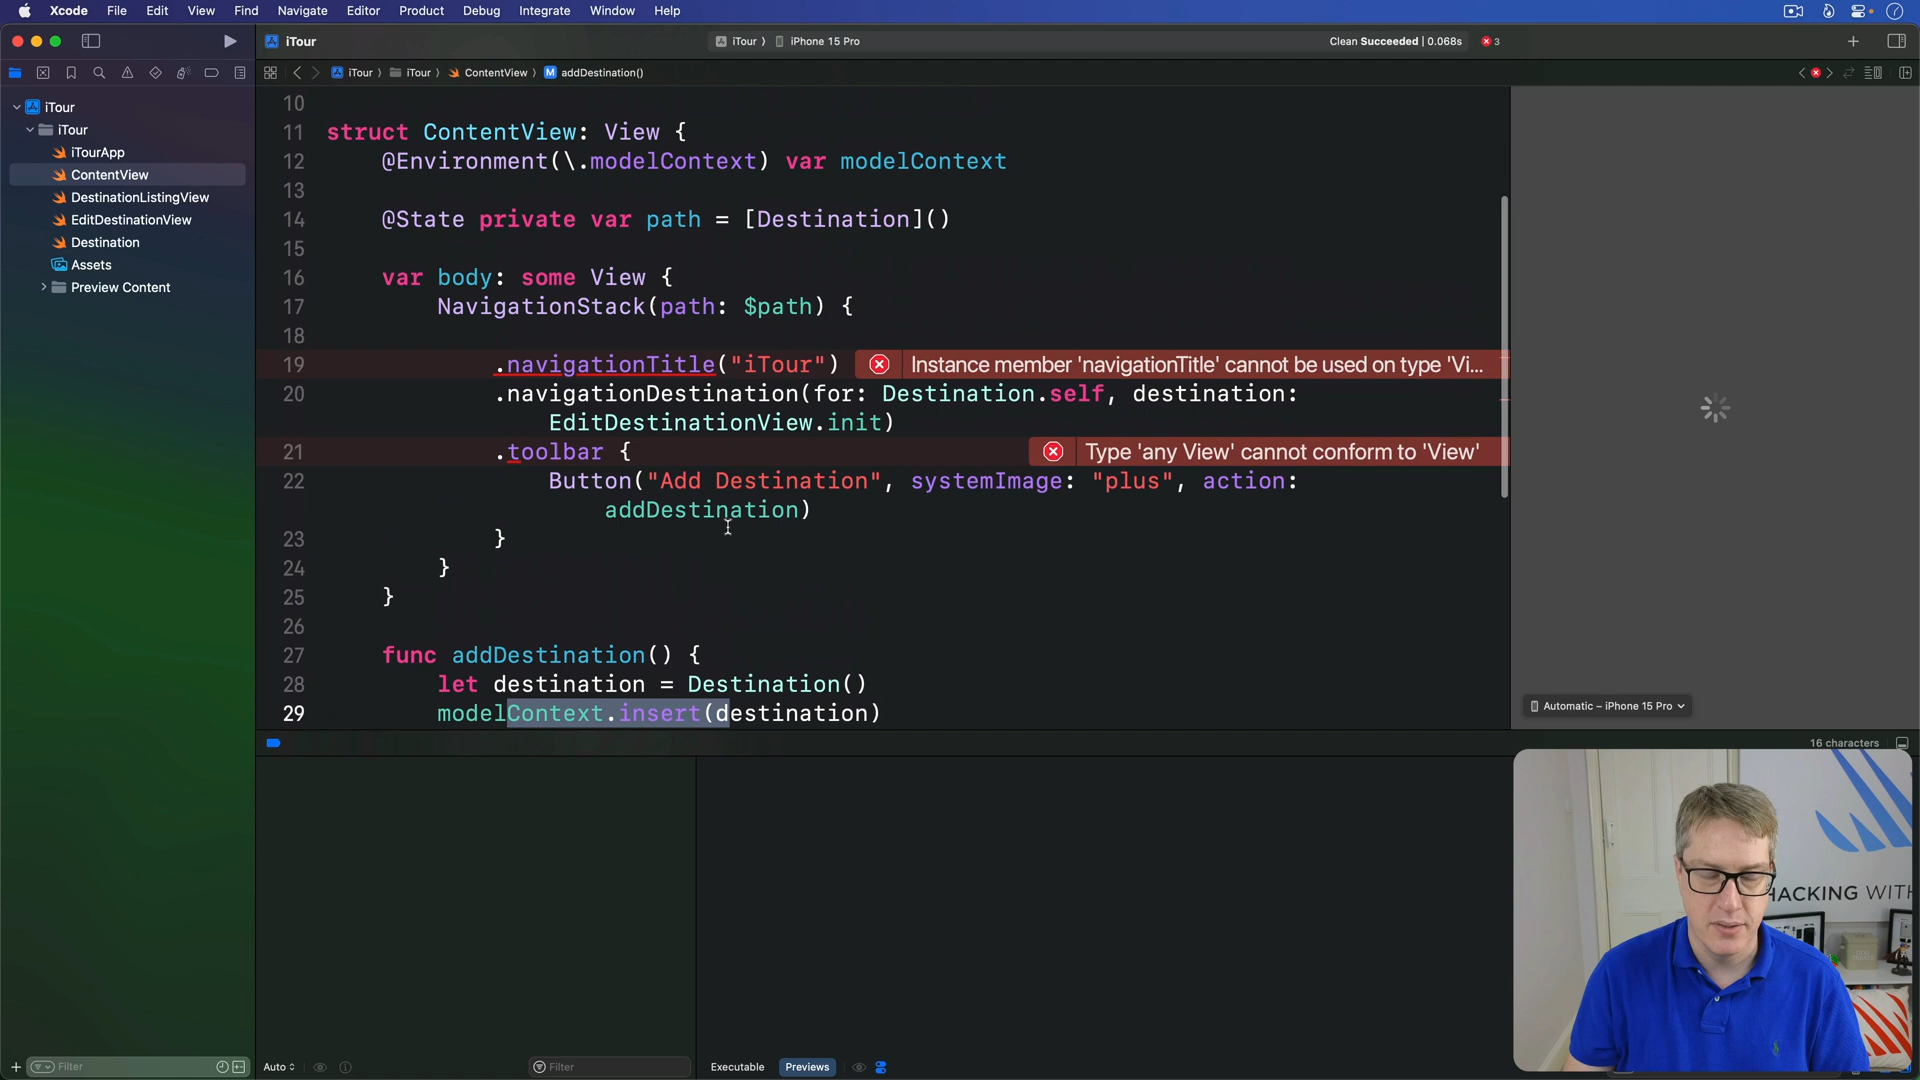 Xcode File Edit View Find Navigate Editor Product Debug Integrate Window Help
iTour
iTour ⟩ iPhone 15 Pro
Clean Succeeded | 0.068s
3
iTour ⟩ iTour ⟩ ContentView ⟩ M addDestination()
iTour
iTour
iTourApp
ContentView
DestinationListingView
EditDestinationView
Destination
Assets
Preview Content
10
11 struct ContentView: View {
12 @Environment(\.modelContext) var modelContext
13
14 @State private var path = [Destination]()
15
16 var body: some View {
17 NavigationStack(path: $path) {
18
19 .navigationTitle("iTour") Instance member 'navigationTitle' cannot be used on type 'Vi...
20 .navigationDestination(for: Destination.self, destination:
EditDestinationView.init)
21 .toolbar { Type 'any View' cannot conform to 'View'
22 Button("Add Destination", systemImage: "plus", action:
addDestination)
23 }
24 }
25 }
26
27 func addDestination() {
28 let destination = Destination()
29 modelContext.insert(destination)
Automatic – iPhone 15 Pro
16 characters
HACKING WITH
Filter
Auto
Filter
Executable Previews